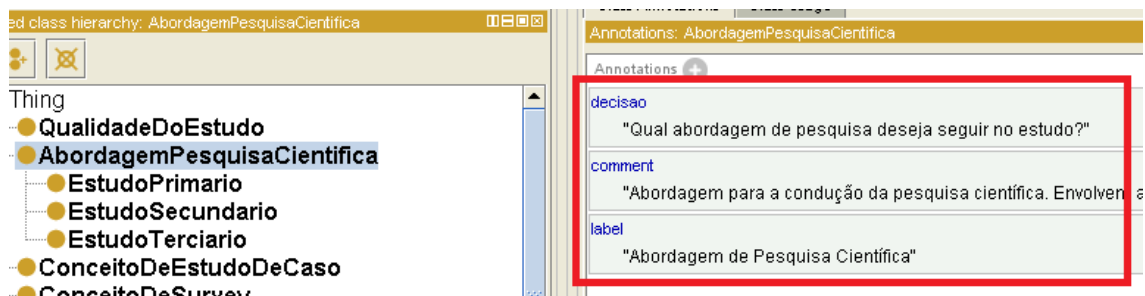 ed class hierarchy: AbordagemPesquisaCientifica
Thing
QualidadeDoEstudo
AbordagemPesquisaCientifica
EstudoPrimario
EstudoSecundario
EstudoTerciario
ConceitoDeEstudoDeCaso
ConceitoDeSurvey
Annotations: AbordagemPesquisaCientifica
Annotations
decisao
"Qual abordagem de pesquisa deseja seguir no estudo?"
comment
"Abordagem para a condução da pesquisa científica. Envolvem a
label
"Abordagem de Pesquisa Científica"